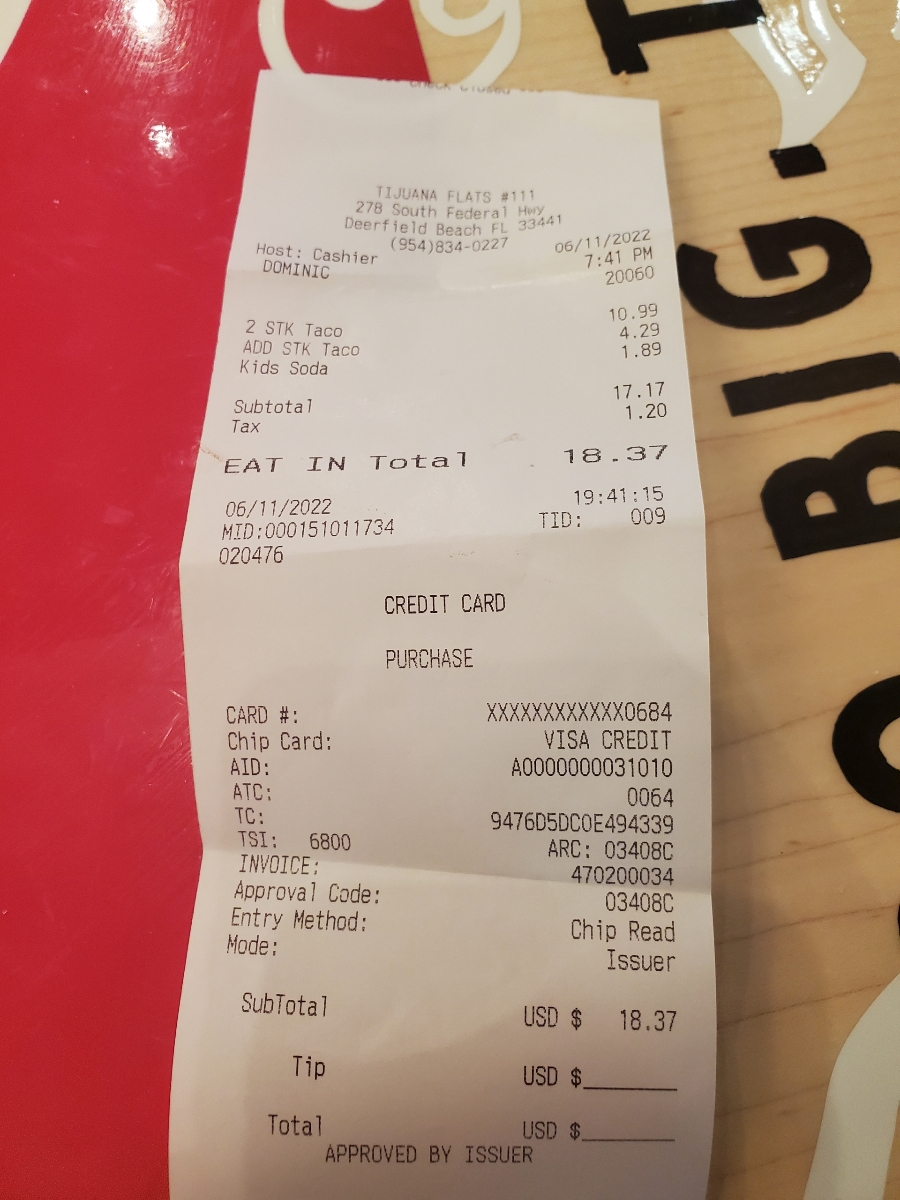 TIJUANA FLATS #111
278 South Federal Hwy
Deerfield Beach FL 33441
(954)834-0227
Host: Cashier 06/11/2022
DOMINIC 7:41 PM
20060
2 STK Taco 10.99
ADD STK Taco 4.29
Kids Soda 1.89
Subtotal 17.17
Tax 1.20
EAT IN Total 18.37
06/11/2022 19:41:15
MID:000151011734 TID: 009
020476
CREDIT CARD
PURCHASE
CARD #: XXXXXXXXXXXX0684
Chip Card: VISA CREDIT
AID: A0000000031010
ATC: 0064
TC: 9476D5DC0E494339
TSI: 6800 ARC: 03408C
INVOICE: 470200034
Approval Code: 03408C
Entry Method: Chip Read
Mode: Issuer
SubTotal USD $ 18.37
Tip USD $_______
Total USD $_______
APPROVED BY ISSUER
BIG.